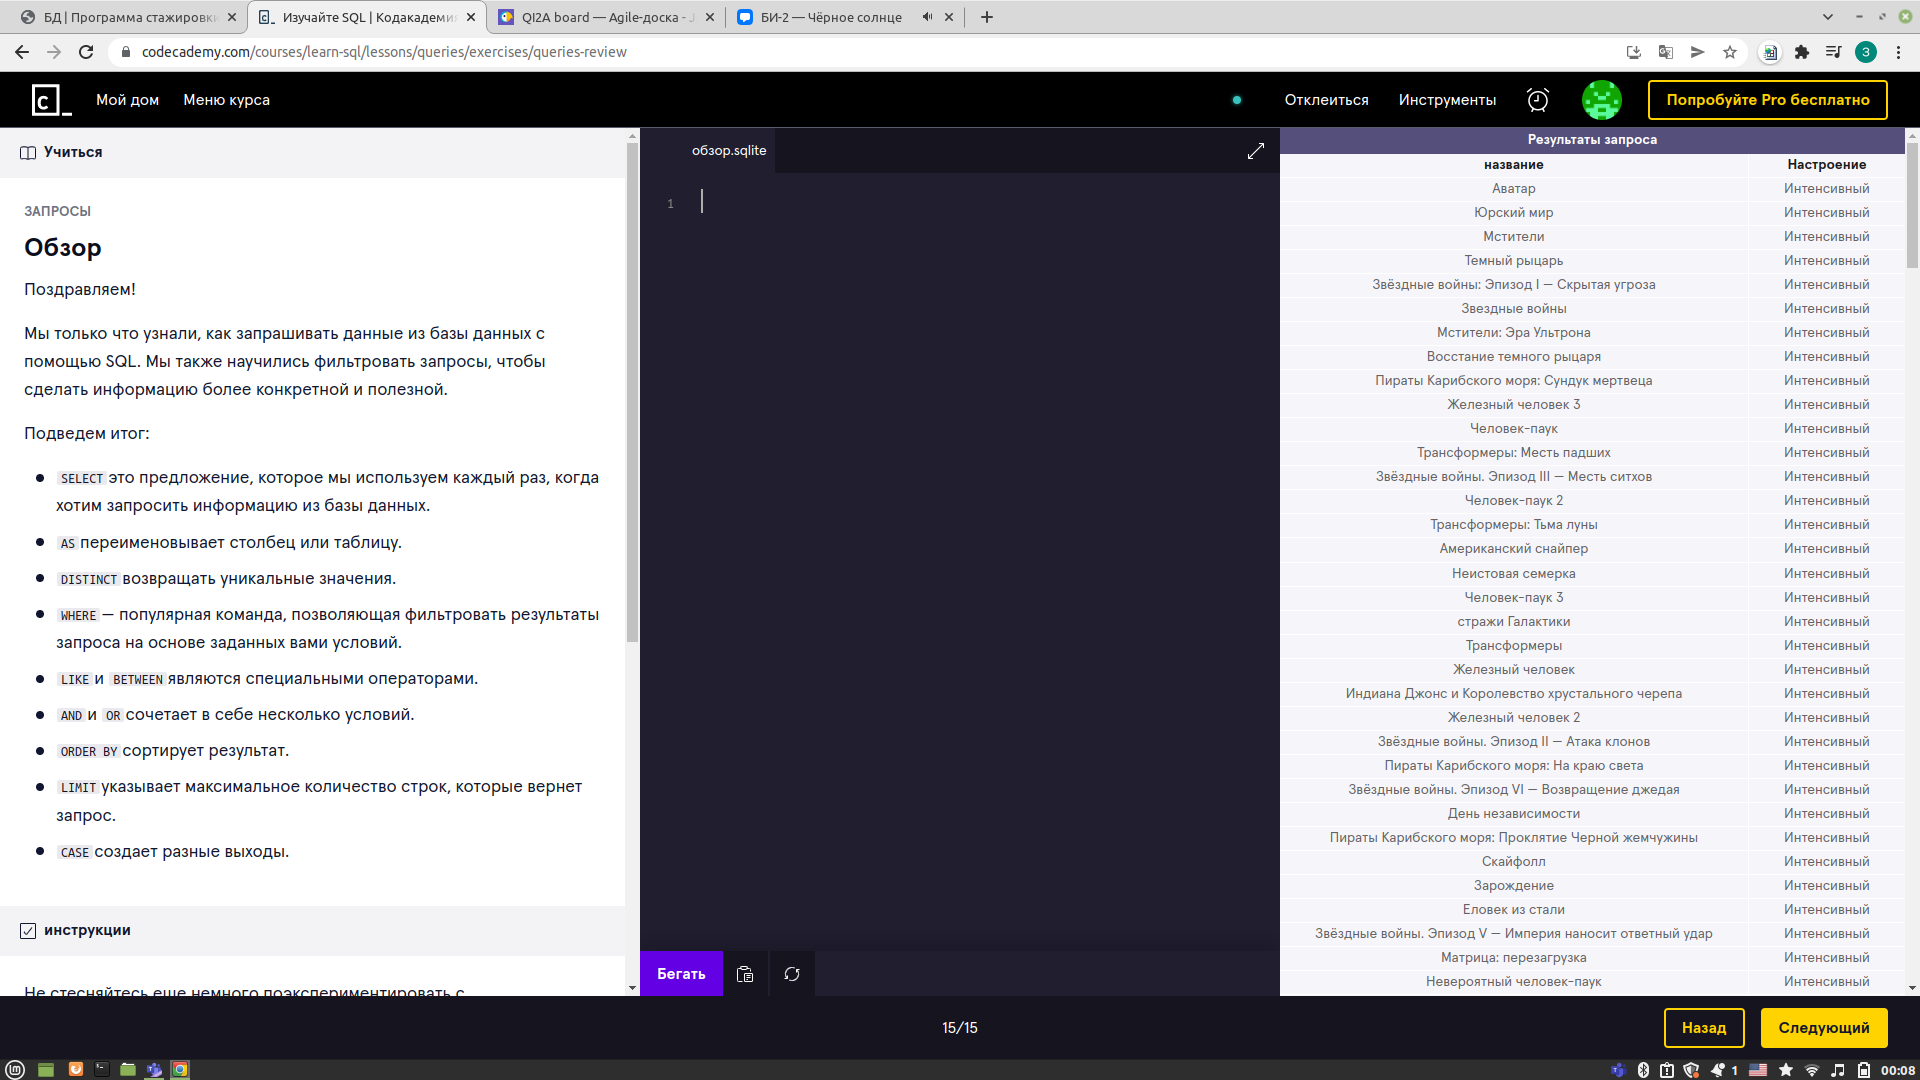 БД | Программа стажировки
Изучайте SQL | Кодакадемия
QI2A board — Agile-доска - J
БИ-2 — Чёрное солнце
codecademy.com/courses/learn-sql/lessons/queries/exercises/queries-review
З
Мой дом
Меню курса
Отклеиться
Инструменты
Попробуйте Pro бесплатно
Учиться
ЗАПРОСЫ
Обзор
Поздравляем!
Мы только что узнали, как запрашивать данные из базы данных с
помощью SQL. Мы также научились фильтровать запросы, чтобы
сделать информацию более конкретной и полезной.
Подведем итог:
SELECT это предложение, которое мы используем каждый раз, когда
хотим запросить информацию из базы данных.
AS переименовывает столбец или таблицу.
DISTINCT возвращать уникальные значения.
WHERE — популярная команда, позволяющая фильтровать результаты
запроса на основе заданных вами условий.
LIKE и BETWEEN являются специальными операторами.
AND и OR сочетает в себе несколько условий.
ORDER BY сортирует результат.
LIMIT указывает максимальное количество строк, которые вернет
запрос.
CASE создает разные выходы.
инструкции
Не стесняйтесь еще немного поэкспериментировать с
обзор.sqlite
1
Бегать
Результаты запроса
название Настроение
Аватар Интенсивный
Юрский мир Интенсивный
Мстители Интенсивный
Темный рыцарь Интенсивный
Звёздные войны: Эпизод I — Скрытая угроза Интенсивный
Звездные войны Интенсивный
Мстители: Эра Ультрона Интенсивный
Восстание темного рыцаря Интенсивный
Пираты Карибского моря: Сундук мертвеца Интенсивный
Железный человек 3 Интенсивный
Человек-паук Интенсивный
Трансформеры: Месть падших Интенсивный
Звёздные войны. Эпизод III — Месть ситхов Интенсивный
Человек-паук 2 Интенсивный
Трансформеры: Тьма луны Интенсивный
Американский снайпер Интенсивный
Неистовая семерка Интенсивный
Человек-паук 3 Интенсивный
стражи Галактики Интенсивный
Трансформеры Интенсивный
Железный человек Интенсивный
Индиана Джонс и Королевство хрустального черепа Интенсивный
Железный человек 2 Интенсивный
Звёздные войны. Эпизод II — Атака клонов Интенсивный
Пираты Карибского моря: На краю света Интенсивный
Звёздные войны. Эпизод VI — Возвращение джедая Интенсивный
День независимости Интенсивный
Пираты Карибского моря: Проклятие Черной жемчужины Интенсивный
Скайфолл Интенсивный
Зарождение Интенсивный
Еловек из стали Интенсивный
Звёздные войны. Эпизод V — Империя наносит ответный удар Интенсивный
Матрица: перезагрузка Интенсивный
Невероятный человек-паук Интенсивный
15/15
Назад
Следующий
1
00:08